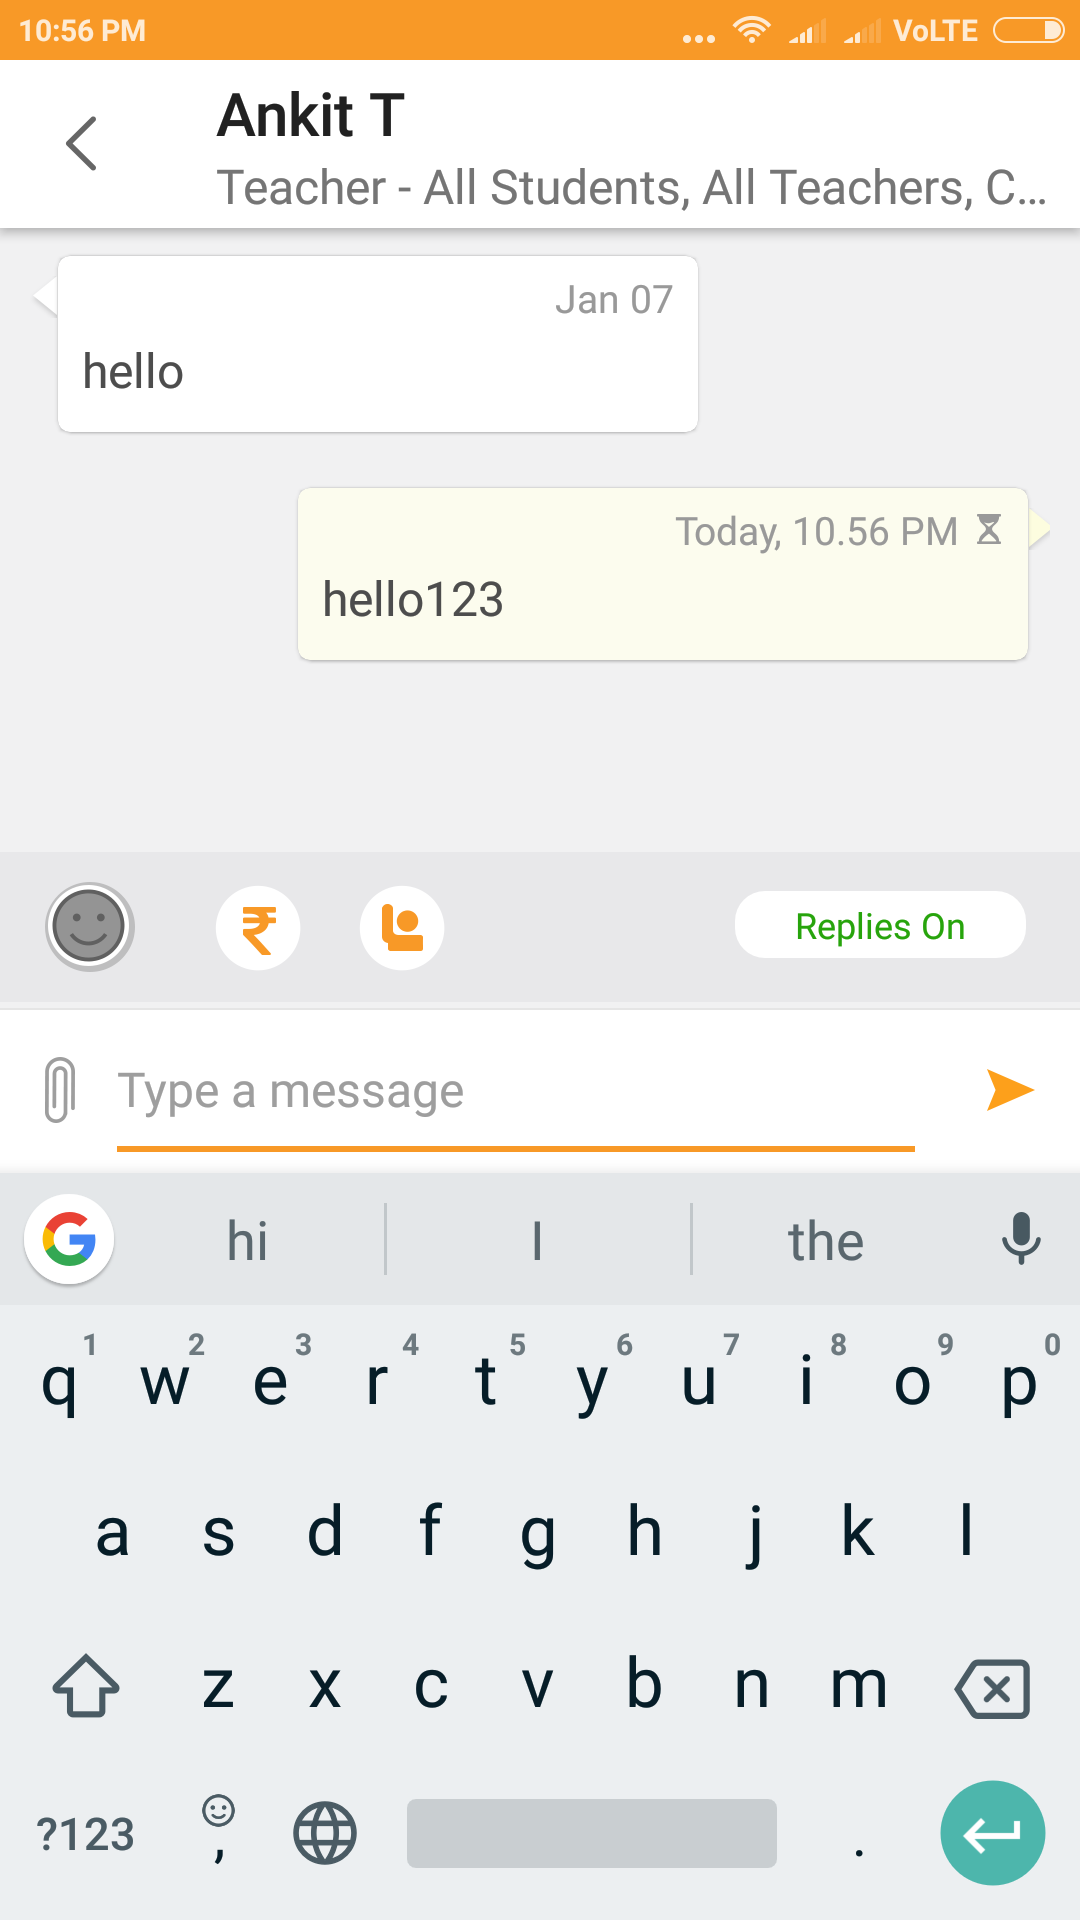 10:56 PM
VoLTE
Ankit T
Teacher - All Students, All Teachers, C...
Jan 07
hello
Today, 10.56 PM
hello123
₹
Replies On
Type a message
G hi I the
1 2 3 4 5 6 7 8 9 0
q w e r t y u i o p
a s d f g h j k l
z x c v b n m
?123 , .